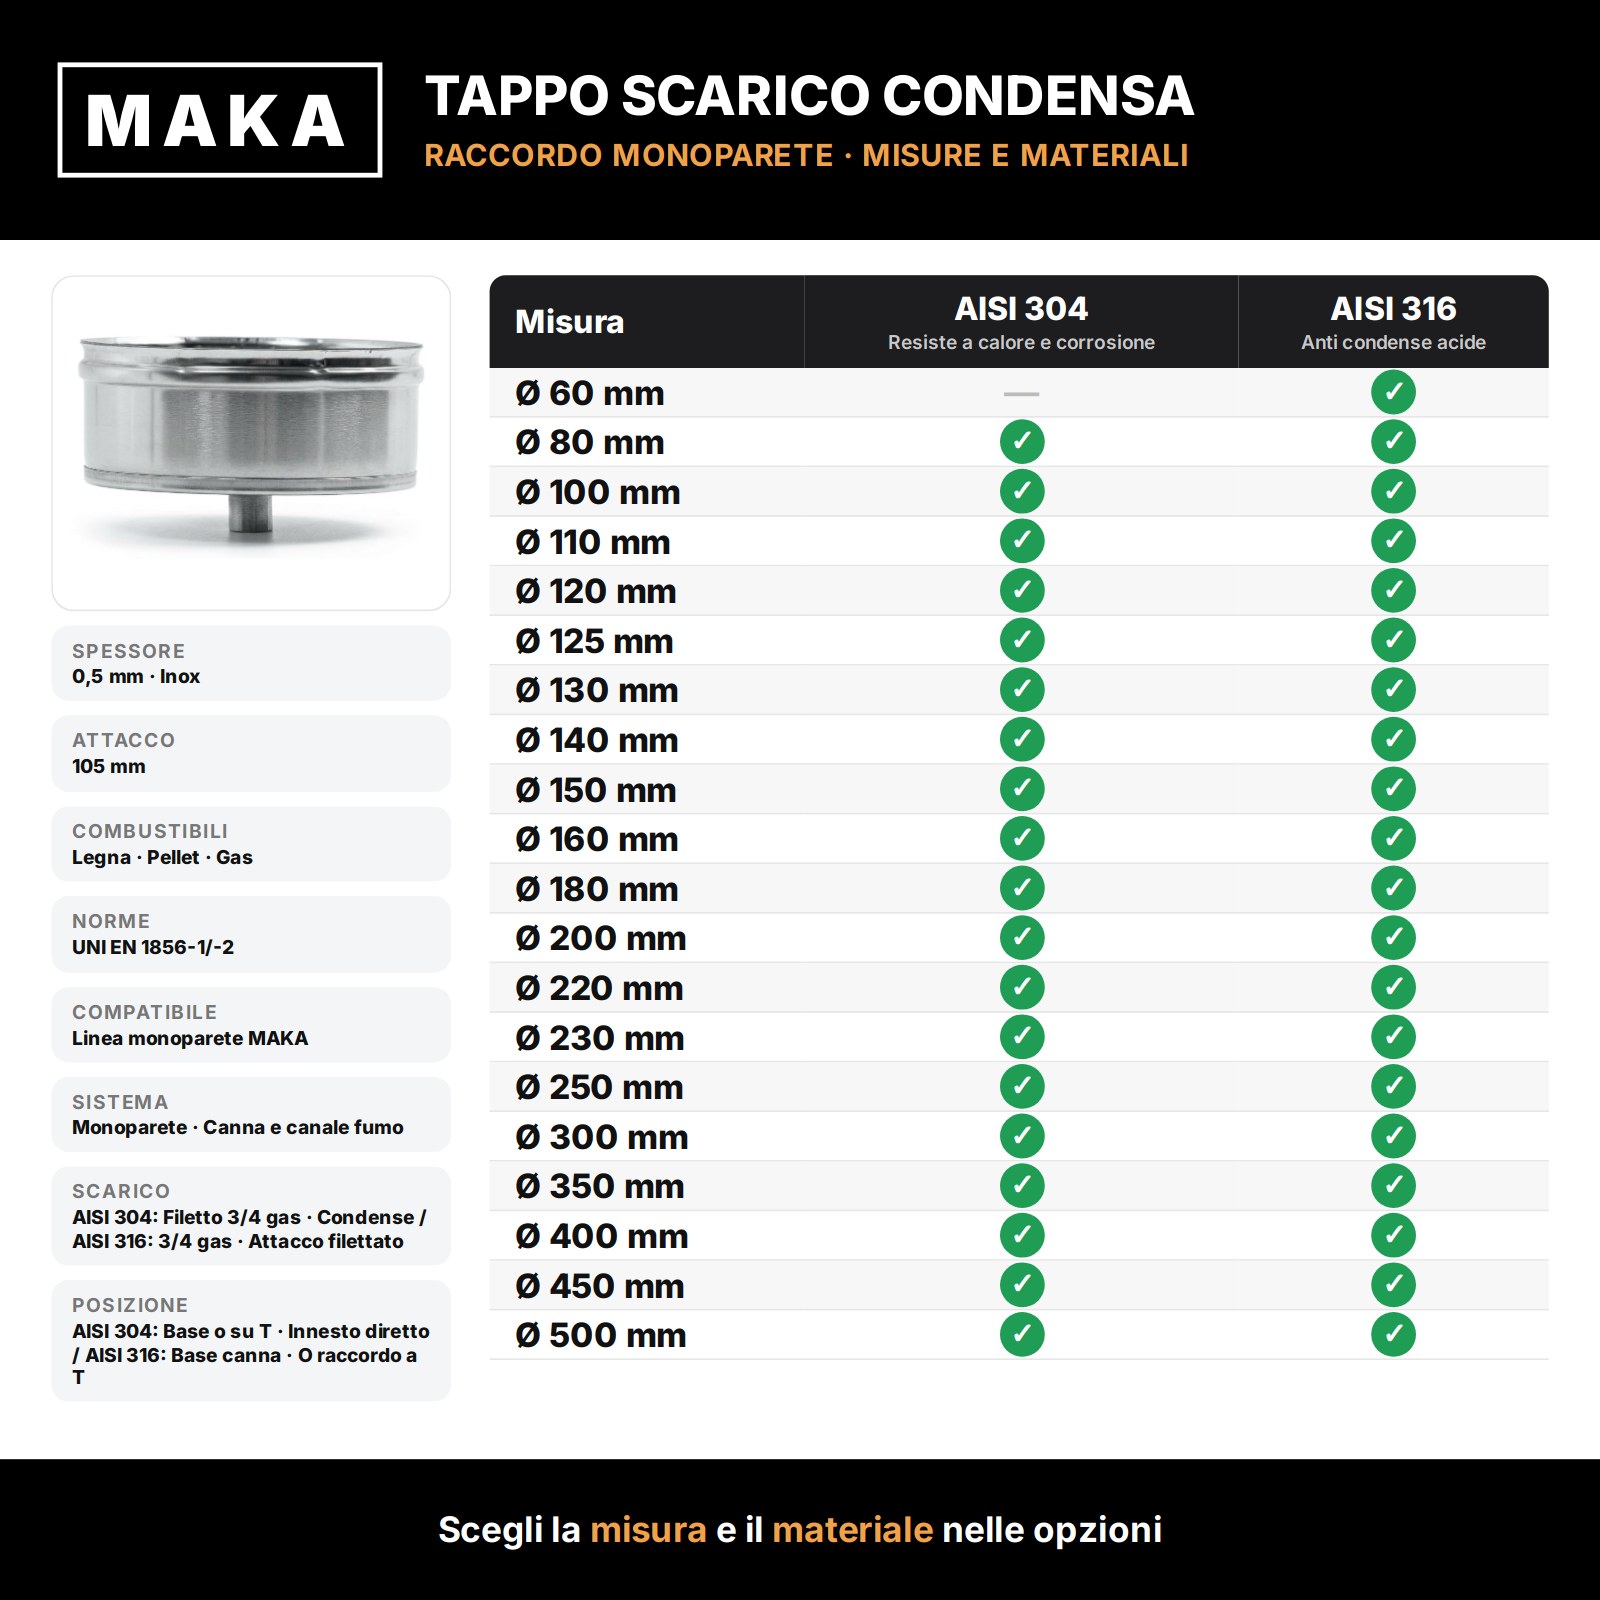 MAKA
TAPPO SCARICO CONDENSA
RACCORDO MONOPARETE · MISURE E MATERIALI
SPESSORE
0,5 mm · Inox
ATTACCO
105 mm
COMBUSTIBILI
Legna · Pellet · Gas
NORME
UNI EN 1856-1/-2
COMPATIBILE
Linea monoparete MAKA
SISTEMA
Monoparete · Canna e canale fumo
SCARICO
AISI 304: Filetto 3/4 gas · Condense /
AISI 316: 3/4 gas · Attacco filettato
POSIZIONE
AISI 304: Base o su T · Innesto diretto
/ AISI 316: Base canna · O raccordo a
T
Misura AISI 304 AISI 316
Resiste a calore e corrosione Anti condense acide
Ø 60 mm — ✓
Ø 80 mm ✓ ✓
Ø 100 mm ✓ ✓
Ø 110 mm ✓ ✓
Ø 120 mm ✓ ✓
Ø 125 mm ✓ ✓
Ø 130 mm ✓ ✓
Ø 140 mm ✓ ✓
Ø 150 mm ✓ ✓
Ø 160 mm ✓ ✓
Ø 180 mm ✓ ✓
Ø 200 mm ✓ ✓
Ø 220 mm ✓ ✓
Ø 230 mm ✓ ✓
Ø 250 mm ✓ ✓
Ø 300 mm ✓ ✓
Ø 350 mm ✓ ✓
Ø 400 mm ✓ ✓
Ø 450 mm ✓ ✓
Ø 500 mm ✓ ✓
Scegli la misura e il materiale nelle opzioni